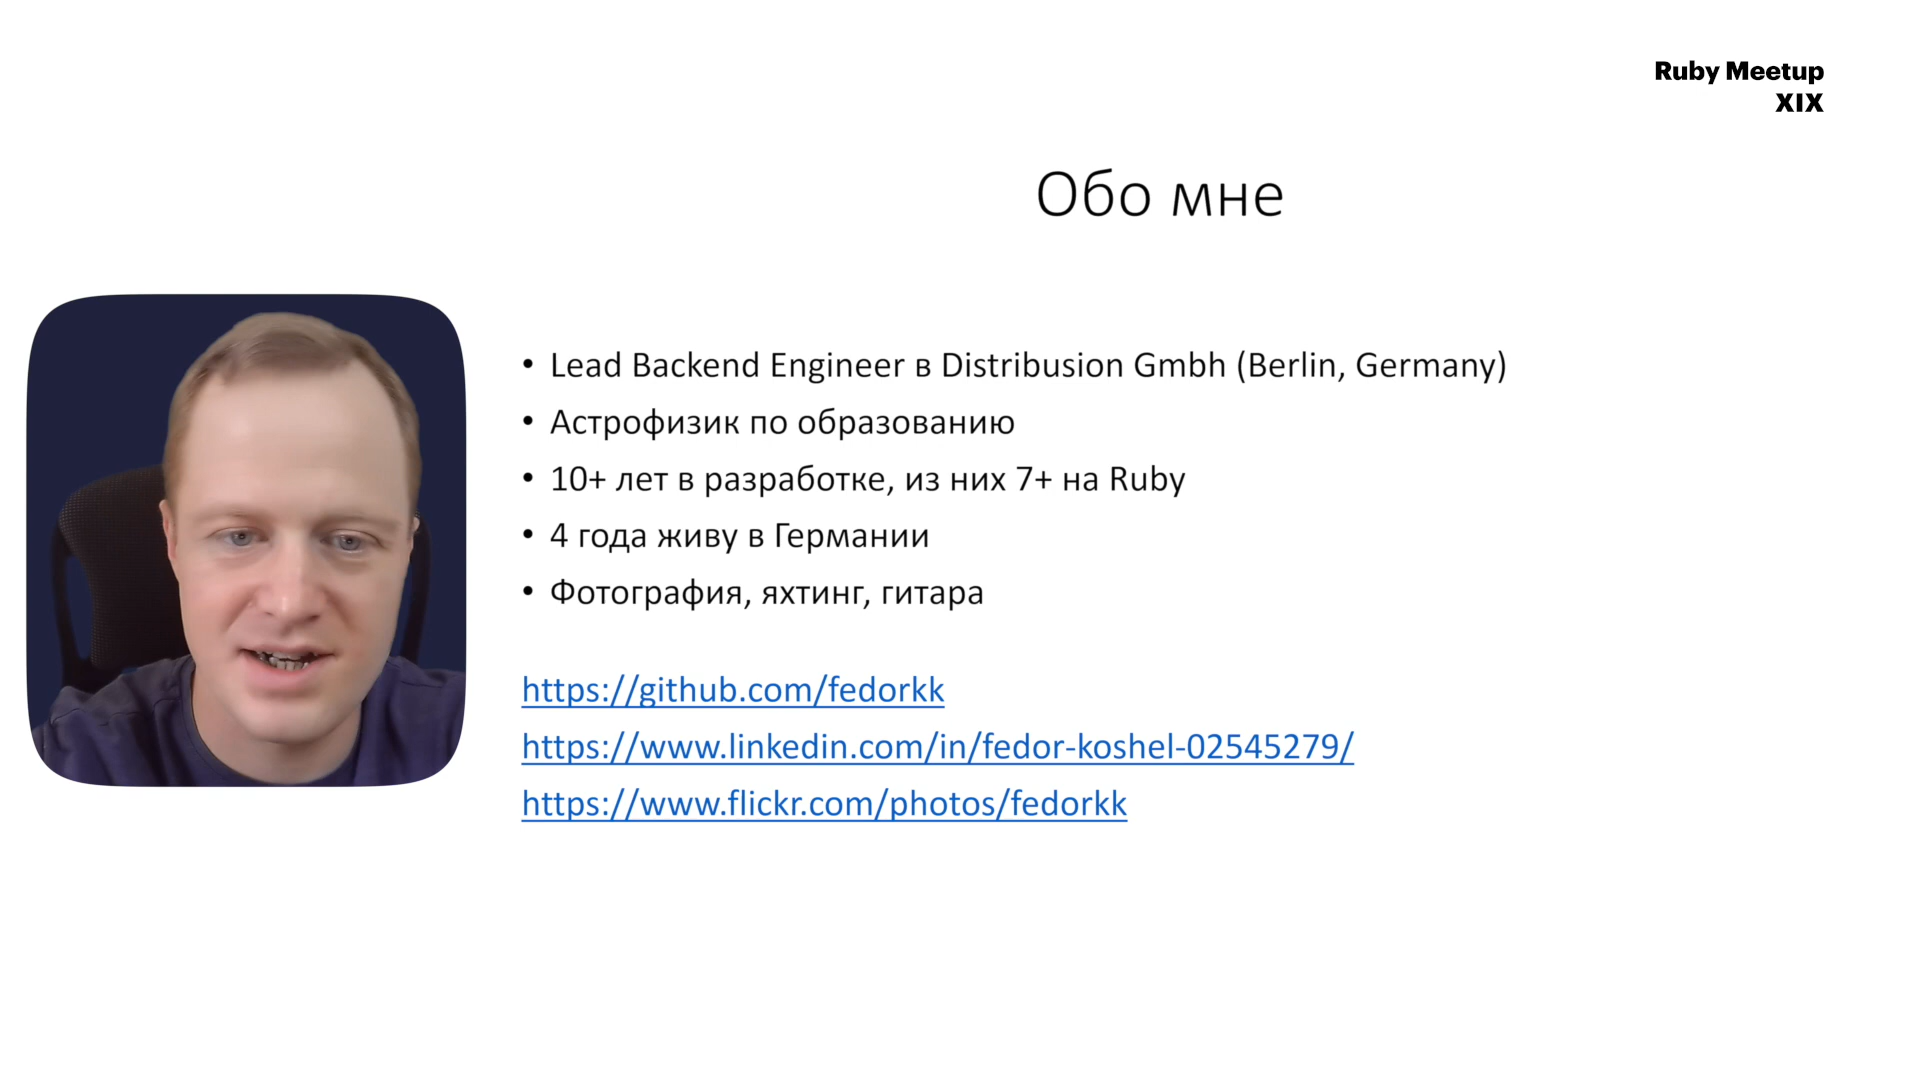 Ruby Meetup
XIX
Обо мне
• Lead Backend Engineer в Distribusion Gmbh (Berlin, Germany)
• Астрофизик по образованию
• 10+ лет в разработке, из них 7+ на Ruby
• 4 года живу в Германии
• Фотография, яхтинг, гитара
https://github.com/fedorkk
https://www.linkedin.com/in/fedor-koshel-02545279/
https://www.flickr.com/photos/fedorkk